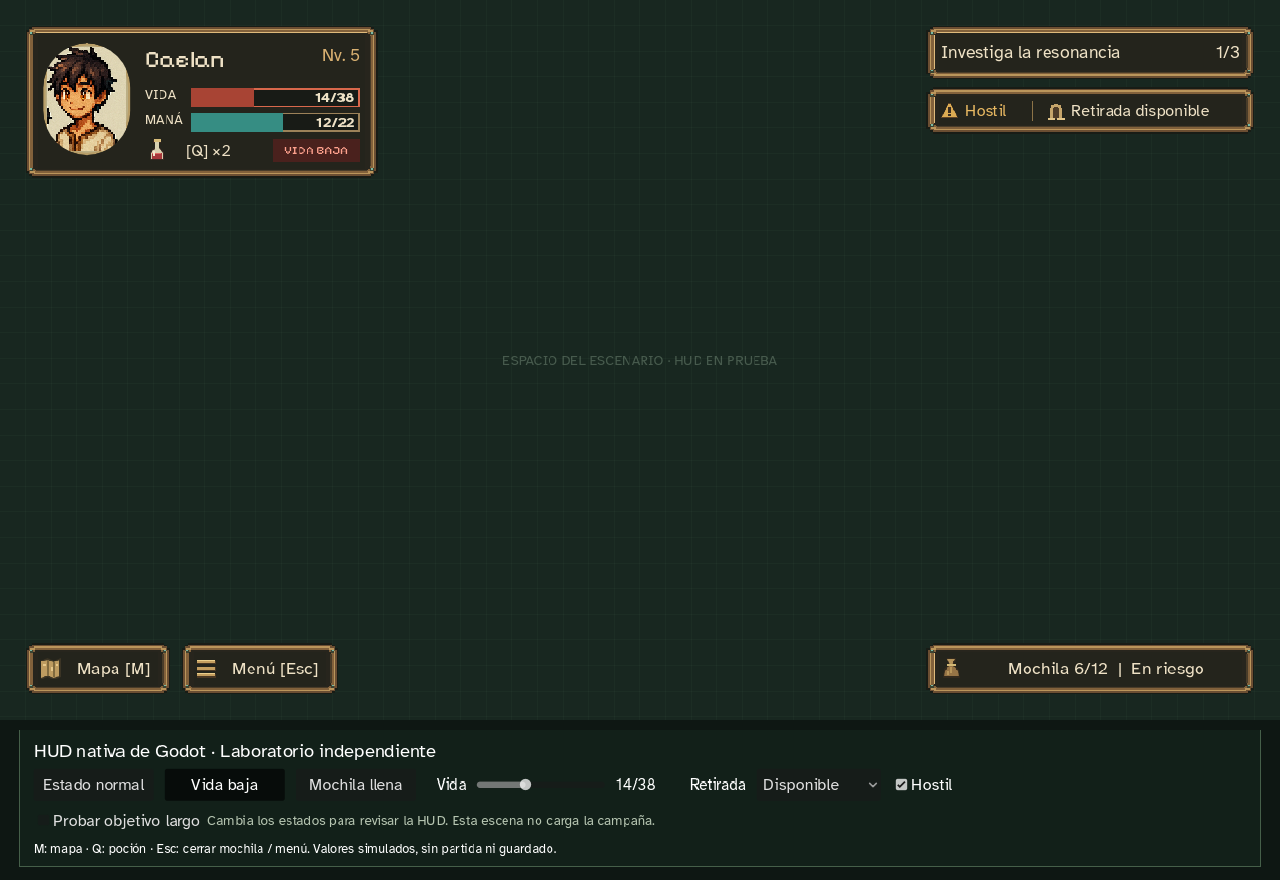 Caelan Nv. 5
VIDA 14/38
MANÁ 12/22
[Q] ×2 VIDA BAJA
Investiga la resonancia 1/3
Hostil Retirada disponible
ESPACIO DEL ESCENARIO · HUD EN PRUEBA
Mapa [M] Menú [Esc] Mochila 6/12 | En riesgo
HUD nativa de Godot · Laboratorio independiente
Estado normal Vida baja Mochila llena Vida 14/38 Retirada Disponible Hostil
Probar objetivo largo Cambia los estados para revisar la HUD. Esta escena no carga la campaña.
M: mapa · Q: poción · Esc: cerrar mochila / menú. Valores simulados, sin partida ni guardado.